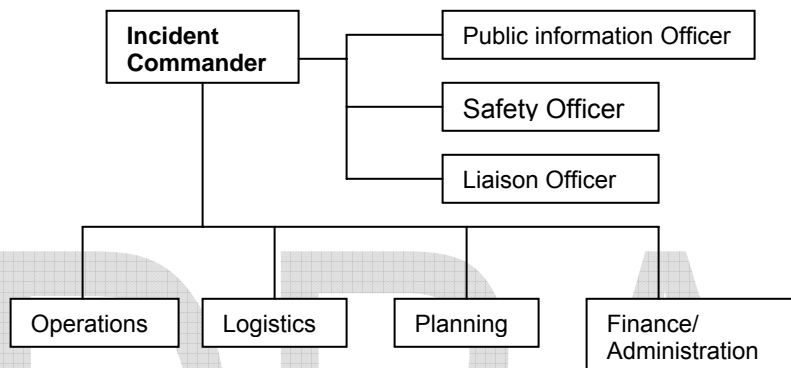 Incident
Commander
Public information Officer
Safety Officer
Liaison Officer
Operations
Logistics
Planning
Finance/
Administration